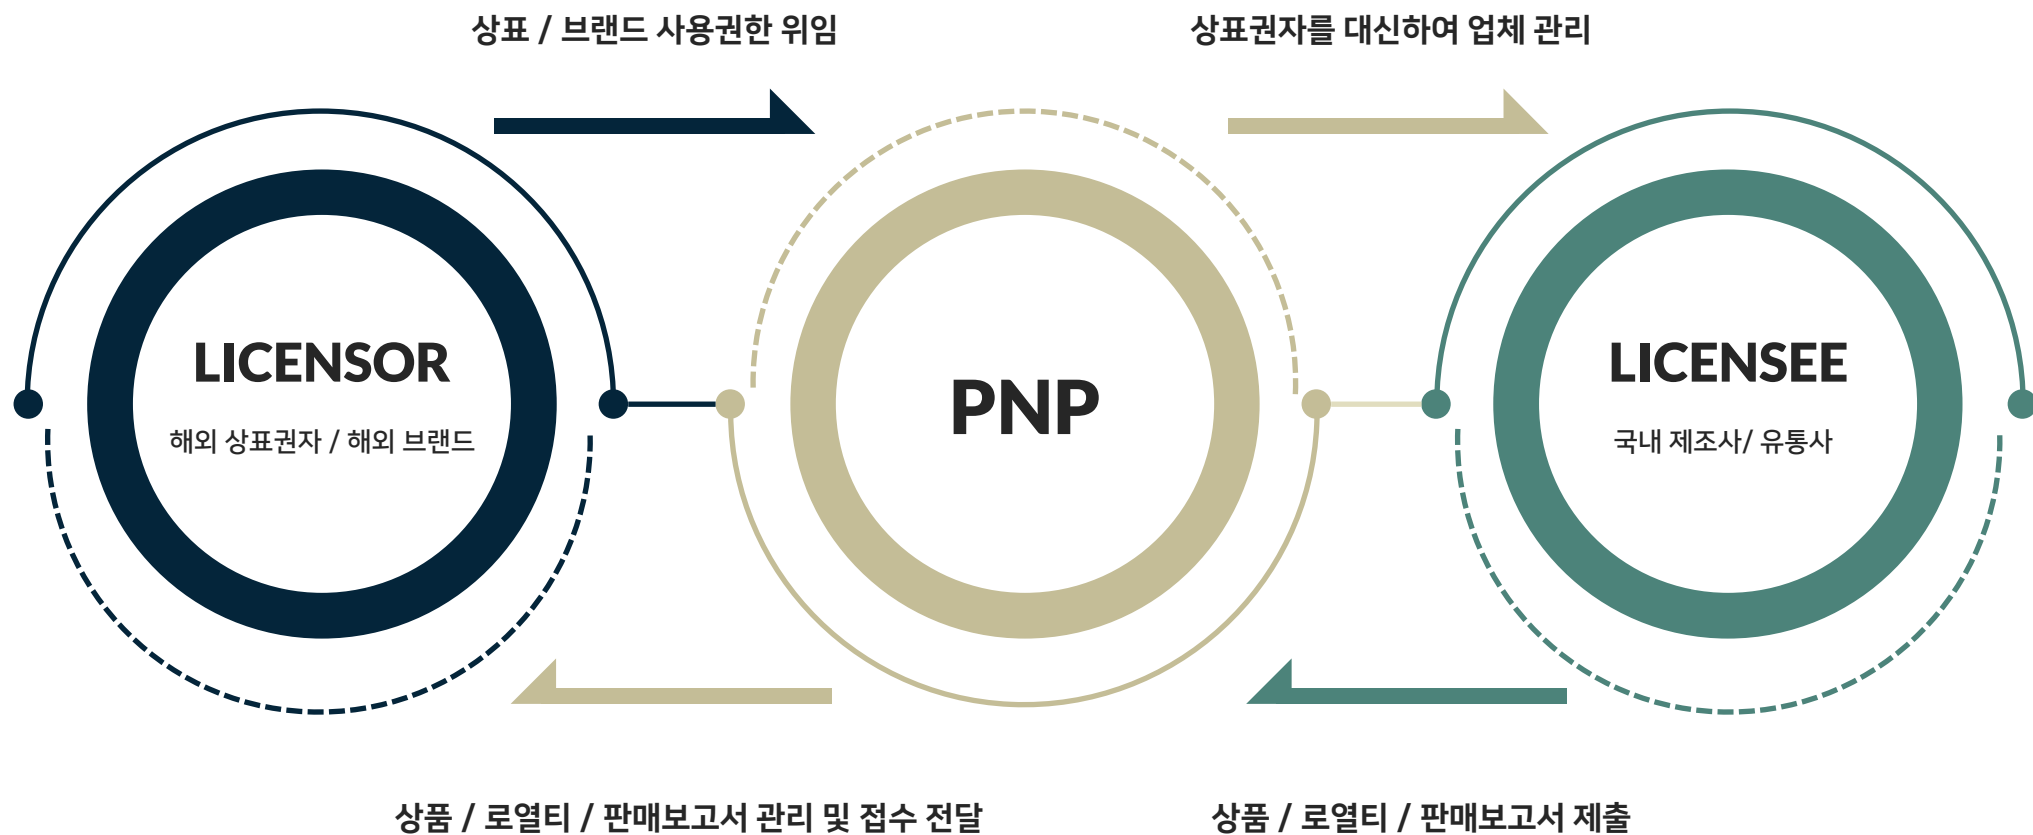 상표 / 브랜드 사용권한 위임
상표권자를 대신하여 업체 관리
LICENSOR
해외 상표권자 / 해외 브랜드
PNP
LICENSEE
국내 제조사/ 유통사
상품 / 로열티 / 판매보고서 관리 및 접수 전달
상품 / 로열티 / 판매보고서 제출